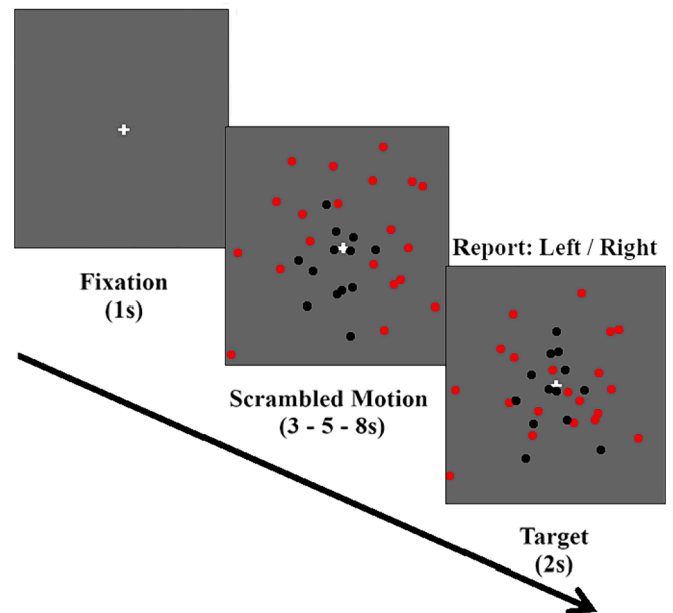 Fixation
(1s)
Scrambled Motion
(3 - 5 - 8s)
Report: Left / Right
Target
(2s)